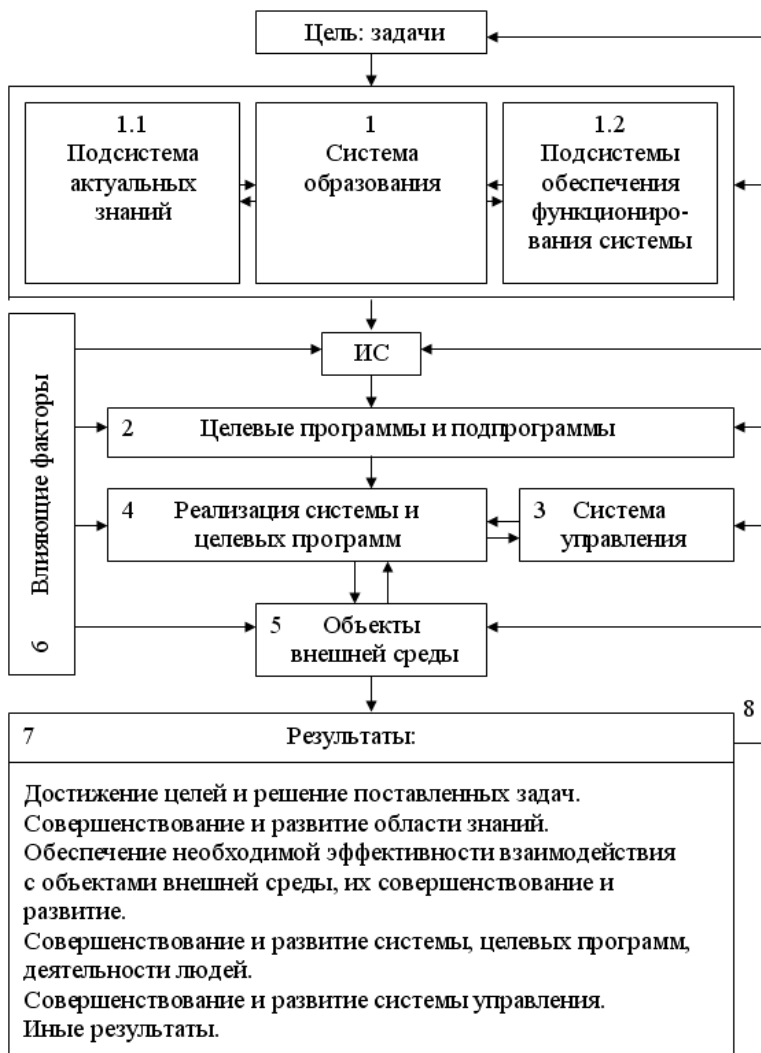 Цель: задачи
1.1
Подсистема
актуальных
знаний
1
Система
образования
1.2
Подсистемы
обеспечения
функциониро-
вания системы
ИС
6 Влияющие факторы
2 Целевые программы и подпрограммы
4 Реализация системы и
целевых программ
3 Система
управления
5 Объекты
внешней среды
8
7 Результаты:
Достижение целей и решение поставленных задач.
Совершенствование и развитие области знаний.
Обеспечение необходимой эффективности взаимодействия
с объектами внешней среды, их совершенствование и
развитие.
Совершенствование и развитие системы, целевых программ,
деятельности людей.
Совершенствование и развитие системы управления.
Иные результаты.